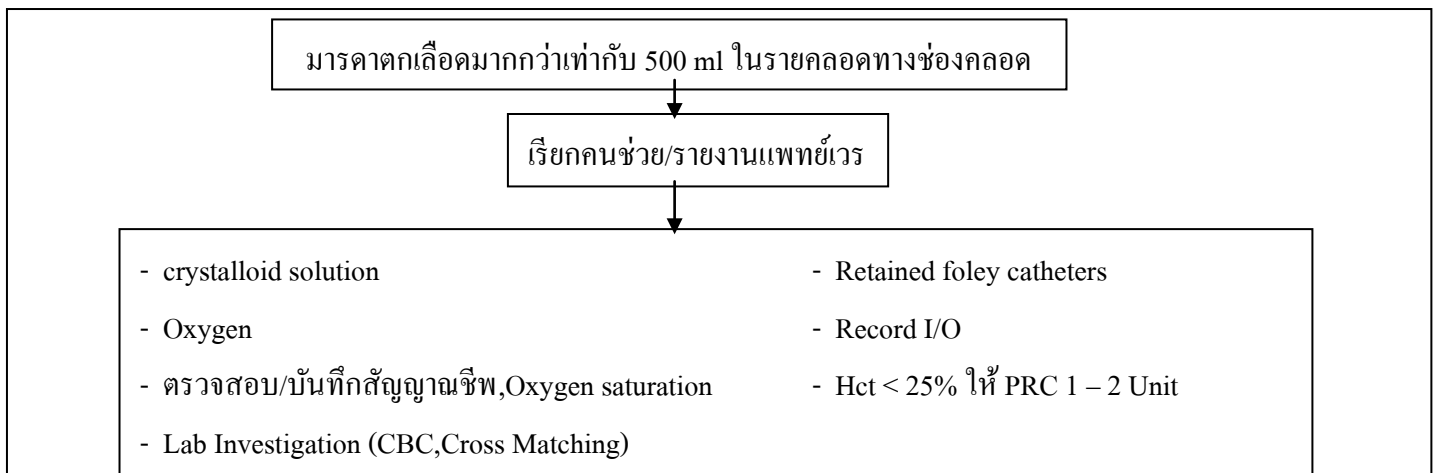 มารดาตกเลือดมากกว่าเท่ากับ 500 ml ในรายคลอดทางช่องคลอด
เรียกคนช่วย/รายงานแพทย์เวร
- crystalloid solution
- Oxygen
- ตรวจสอบ/บันทึกสัญญาณชีพ,Oxygen saturation
- Lab Investigation (CBC,Cross Matching)
- Retained foley catheters
- Record I/O
- Hct < 25% ให้ PRC 1 – 2 Unit